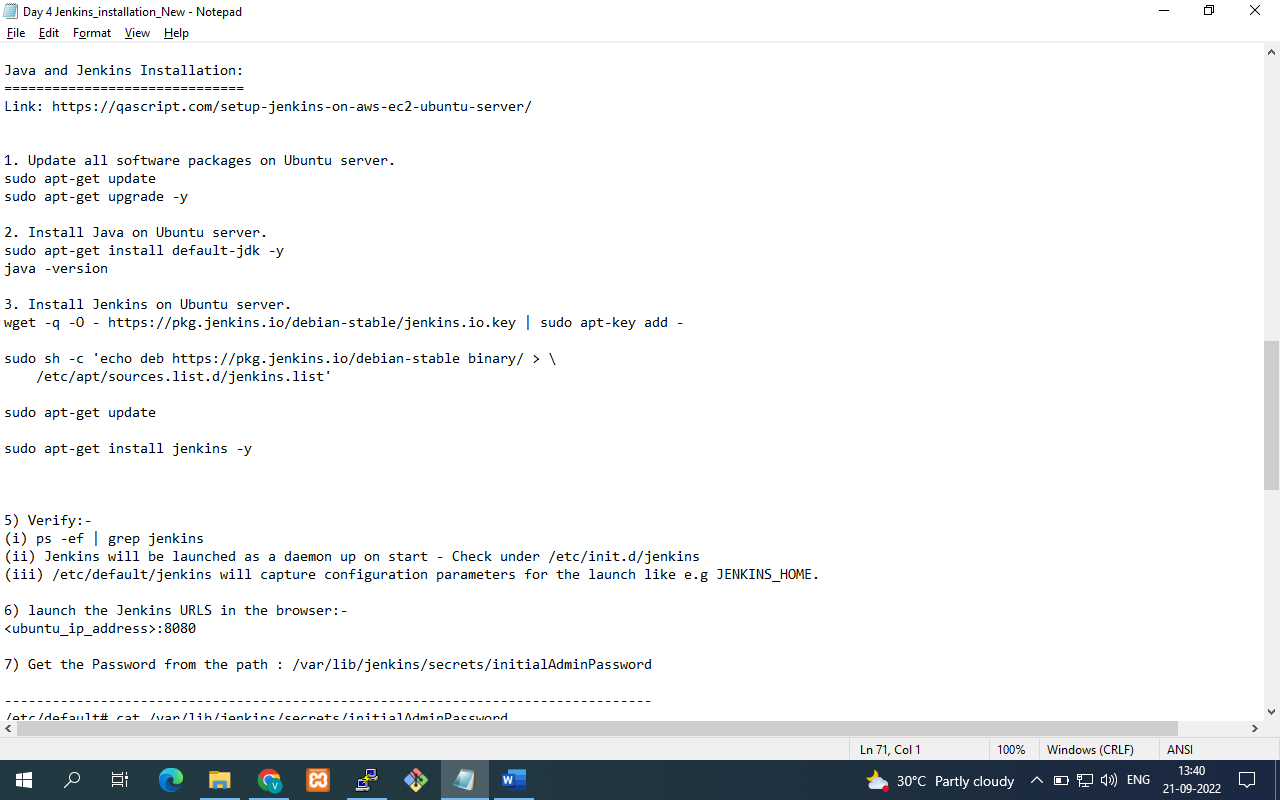 Day 4 Jenkins_installation_New - Notepad
File Edit Format View Help
Java and Jenkins Installation:
==============================
Link: https://qascript.com/setup-jenkins-on-aws-ec2-ubuntu-server/
1. Update all software packages on Ubuntu server.
sudo apt-get update
sudo apt-get upgrade -y
2. Install Java on Ubuntu server.
sudo apt-get install default-jdk -y
java -version
3. Install Jenkins on Ubuntu server.
wget -q -O - https://pkg.jenkins.io/debian-stable/jenkins.io.key | sudo apt-key add -
sudo sh -c 'echo deb https://pkg.jenkins.io/debian-stable binary/ > \
    /etc/apt/sources.list.d/jenkins.list'
sudo apt-get update
sudo apt-get install jenkins -y
5) Verify:-
(i) ps -ef | grep jenkins
(ii) Jenkins will be launched as a daemon up on start - Check under /etc/init.d/jenkins
(iii) /etc/default/jenkins will capture configuration parameters for the launch like e.g JENKINS_HOME.
6) launch the Jenkins URLS in the browser:-
<ubuntu_ip_address>:8080
7) Get the Password from the path : /var/lib/jenkins/secrets/initialAdminPassword
---------------------------------------------------------------------------------
/etc/default# cat /var/lib/jenkins/secrets/initialAdminPassword
Ln 71, Col 1 100% Windows (CRLF) ANSI
30°C Partly cloudy ENG 13:40
21-09-2022